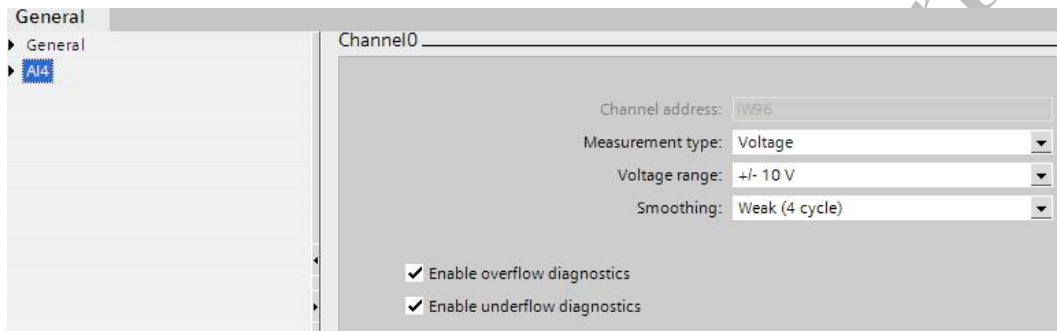 General
General
AI4
Channel0
Channel address: IW96
Measurement type: Voltage
Voltage range: +/- 10 V
Smoothing: Weak (4 cycle)
Enable overflow diagnostics
Enable underflow diagnostics